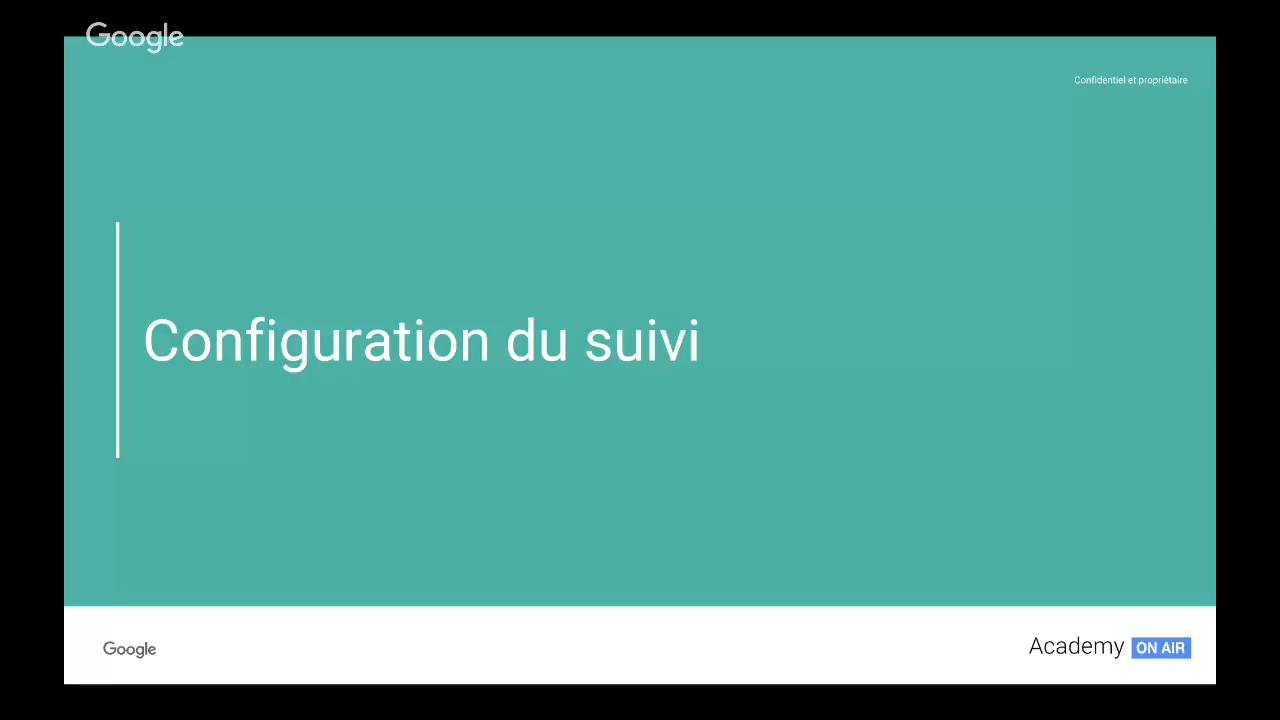 Google
Confidentiel et propriétaire
Configuration du suivi
Google
Academy ON AIR